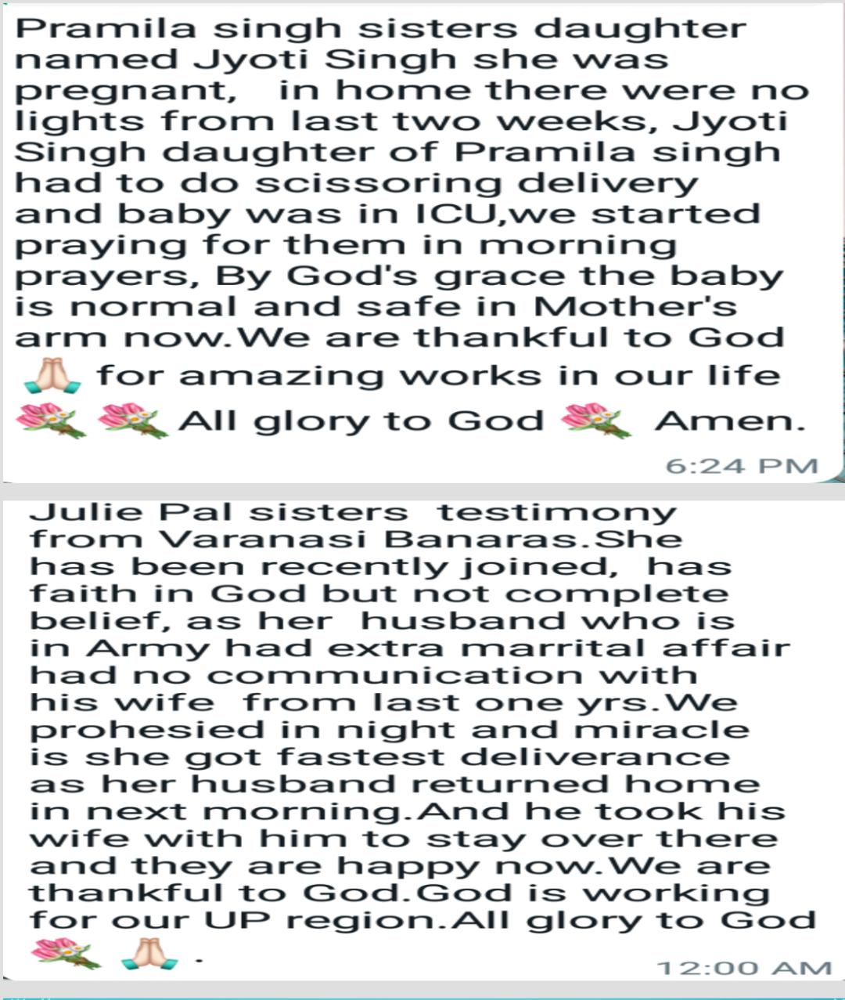 Pramila singh sisters daughter
named Jyoti Singh she was
pregnant,   in home there were no
lights from last two weeks, Jyoti
Singh daughter of Pramila singh
had to do scissoring delivery
and baby was in ICU,we started
praying for them in morning
prayers, By God's grace the baby
is normal and safe in Mother's
arm now.We are thankful to God
🙏🏻 for amazing works in our life
💐 💐 All glory to God 💐  Amen.
6:24 PM
Julie Pal sisters  testimony
from Varanasi Banaras.She
has been recently joined,  has
faith in God but not complete
belief, as her  husband who is
in Army had extra marrital affair
had no communication with
his wife  from last one yrs.We
prohesied in night and miracle
is she got fastest deliverance
as her husband returned home
in next morning.And he took his
wife with him to stay over there
and they are happy now.We are
thankful to God.God is working
for our UP region.All glory to God
💐 🙏🏻 .
12:00 AM